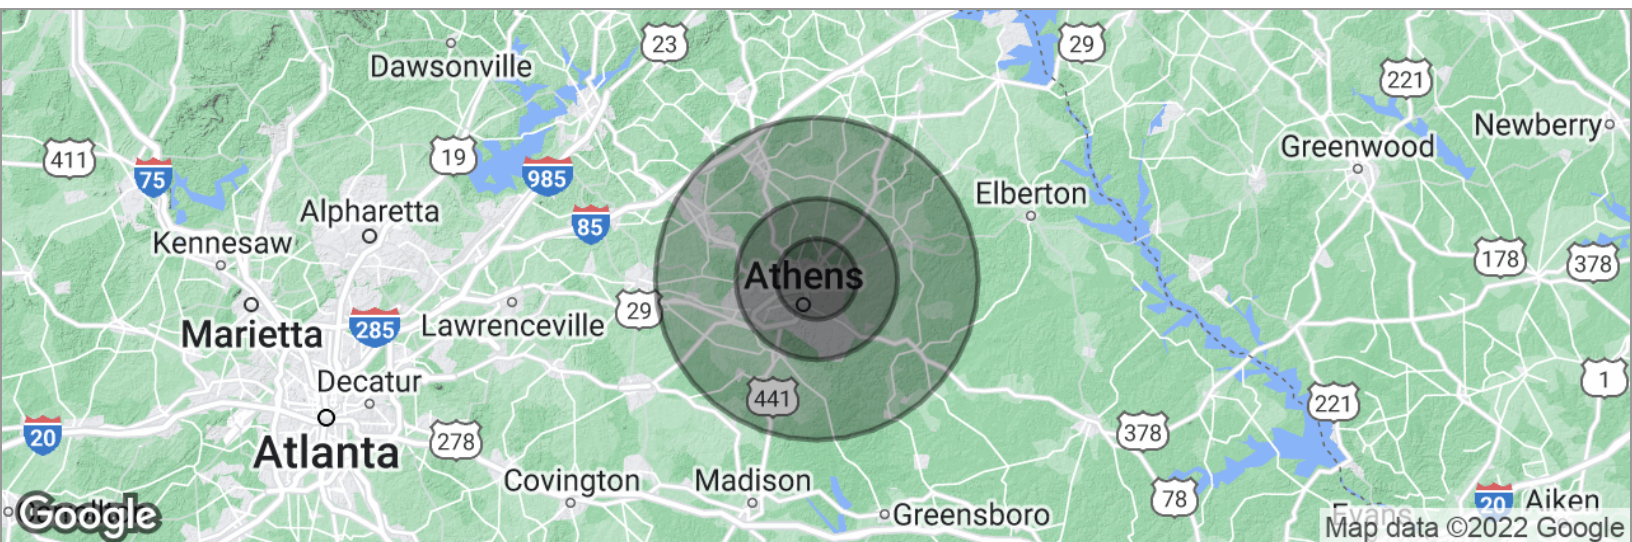 23
29
Dawsonville
221
Newberry
411
19
Greenwood
75
985
Elberton
Alpharetta
85
Kennesaw
178
378
Athens
29
Marietta
285
Lawrenceville
Decatur
441
1
221
20
Atlanta
278
378
Covington
Madison
78
20
Aiken
Google
Greensboro
Evans
Map data ©2022 Google